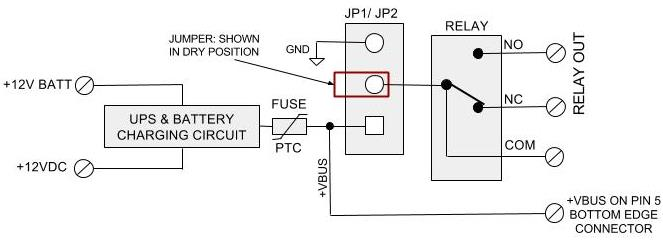 JP1/ JP2
RELAY
JUMPER: SHOWN
IN DRY POSITION
GND
NO
RELAY OUT
+12V BATT
FUSE
NC
UPS & BATTERY
CHARGING CIRCUIT
PTC
COM
+12VDC
+VBUS
+VBUS ON PIN 5
BOTTOM EDGE
CONNECTOR